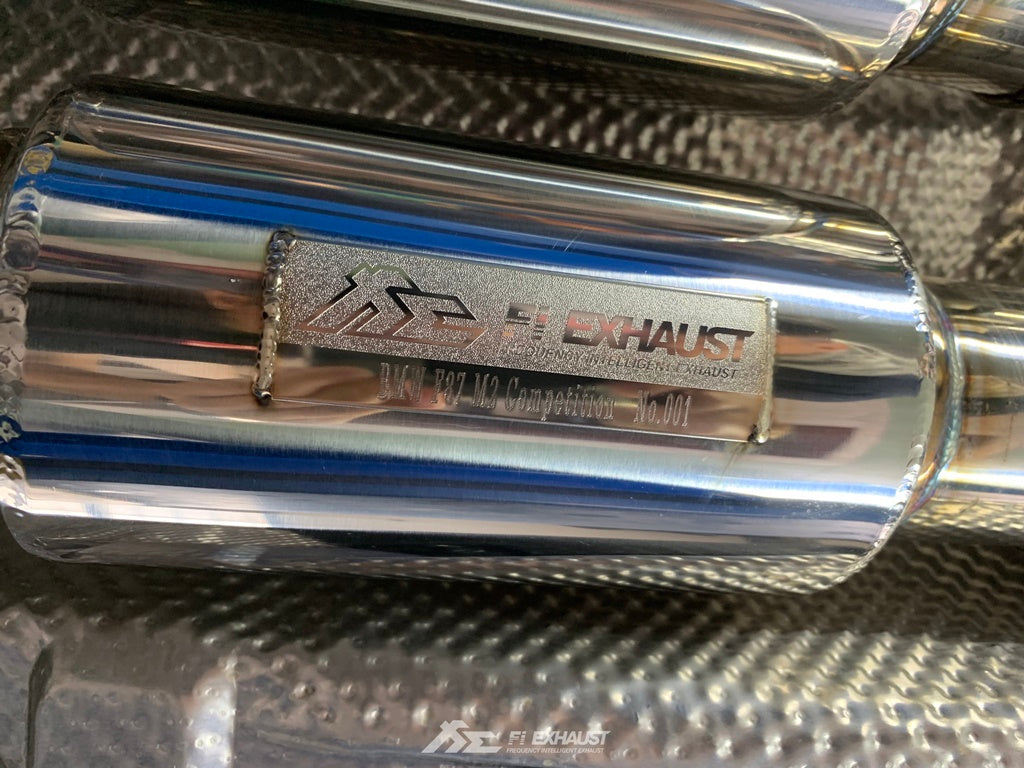 Fi EXHAUST
FREQUENCY INTELLIGENT EXHAUST
BMW F87 M2 Competition No.001
Fi EXHAUST
FREQUENCY INTELLIGENT EXHAUST